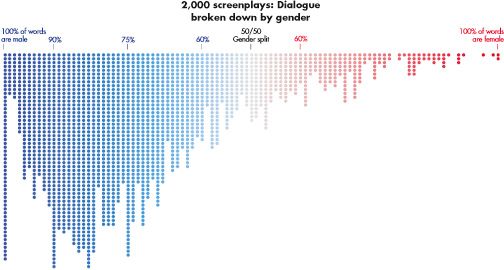 2,000 screenplays: Dialogue
broken down by gender
100% of words
are male
90%
75%
60%
50/50
Gender split
60%
100% of words
are female